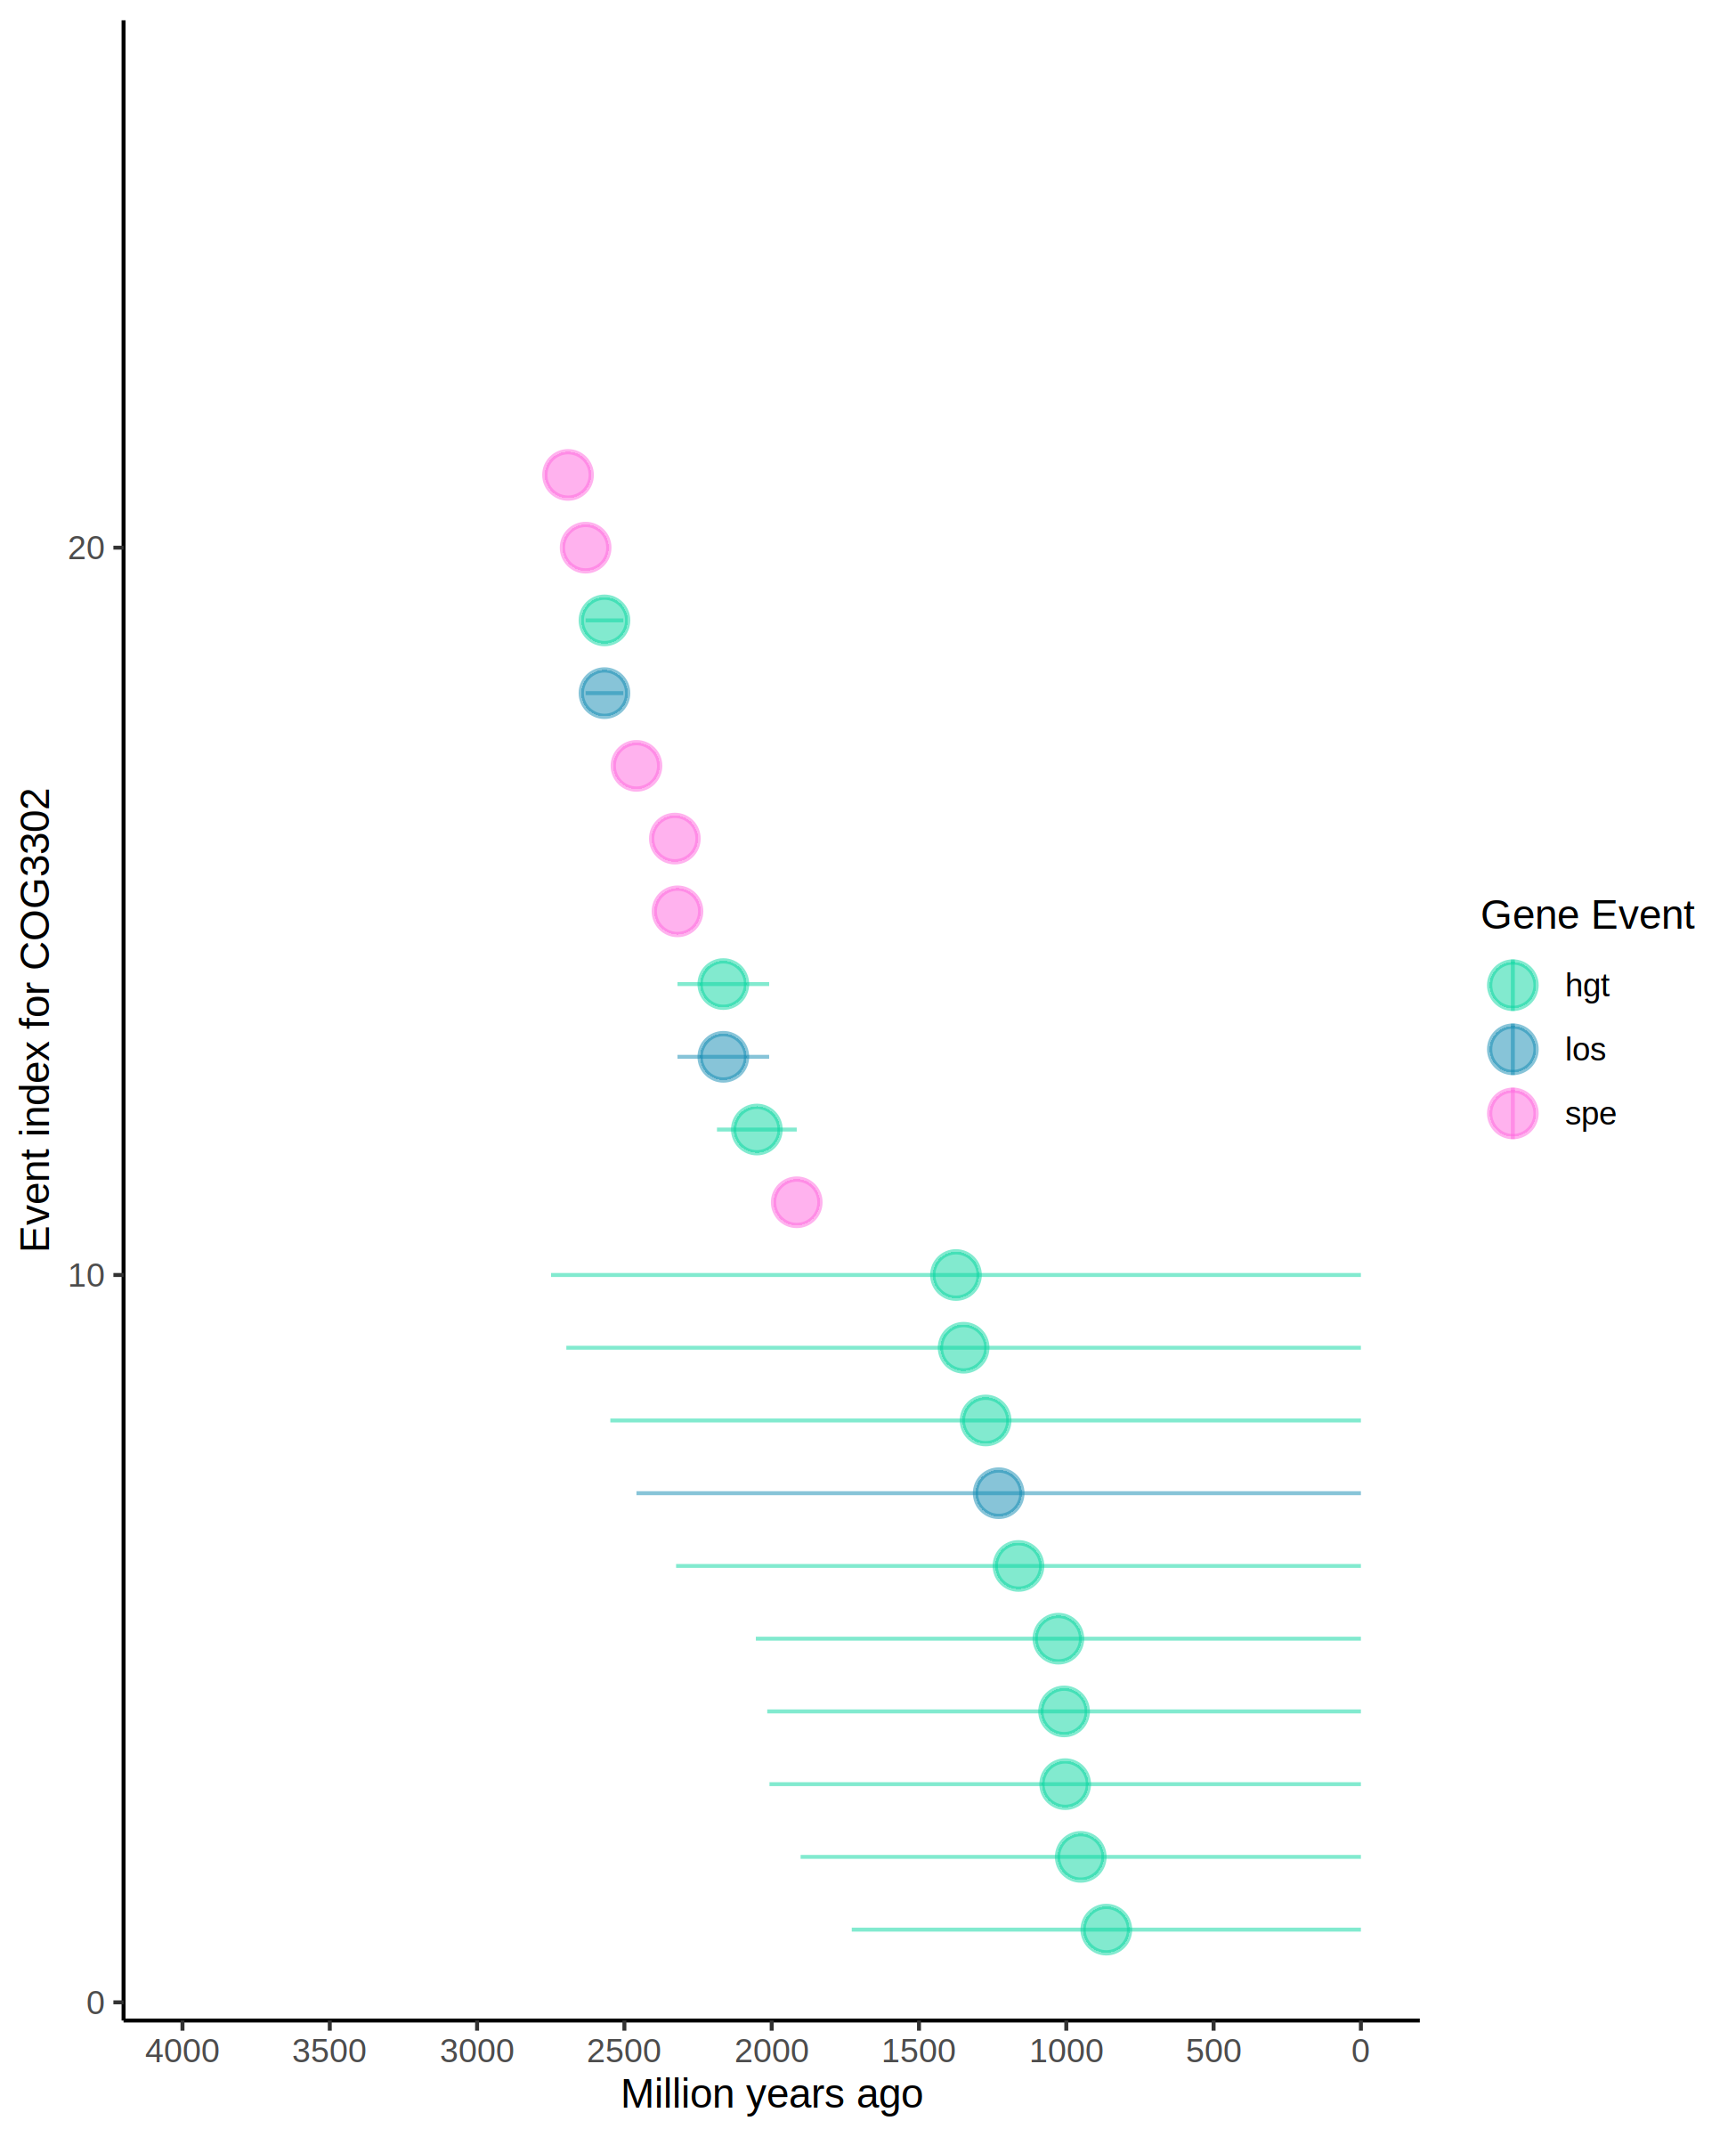 Event index for COG3302
20
10
0
4000 3500 3000 2500 2000 1500 1000 500 0
Million years ago
Gene Event
hgt
los
spe